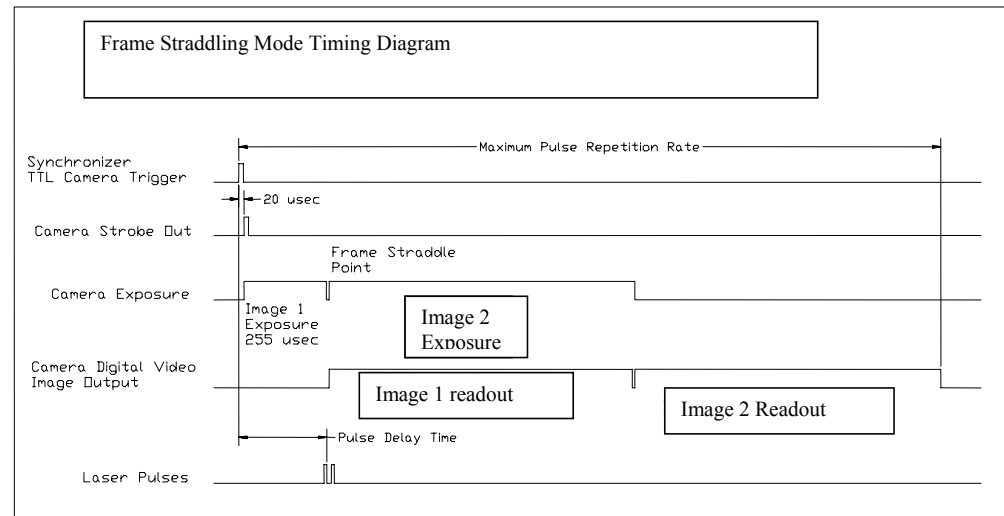 Frame Straddling Mode Timing Diagram
Maximum Pulse Repetition Rate
Synchronizer
TTL Camera Trigger
20 usec
Camera Strobe Out
Frame Straddle
Point
Camera Exposure
Image 1
Exposure
255 usec
Image 2
Exposure
Camera Digital Video
Image Output
Image 1 readout
Image 2 Readout
Pulse Delay Time
Laser Pulses